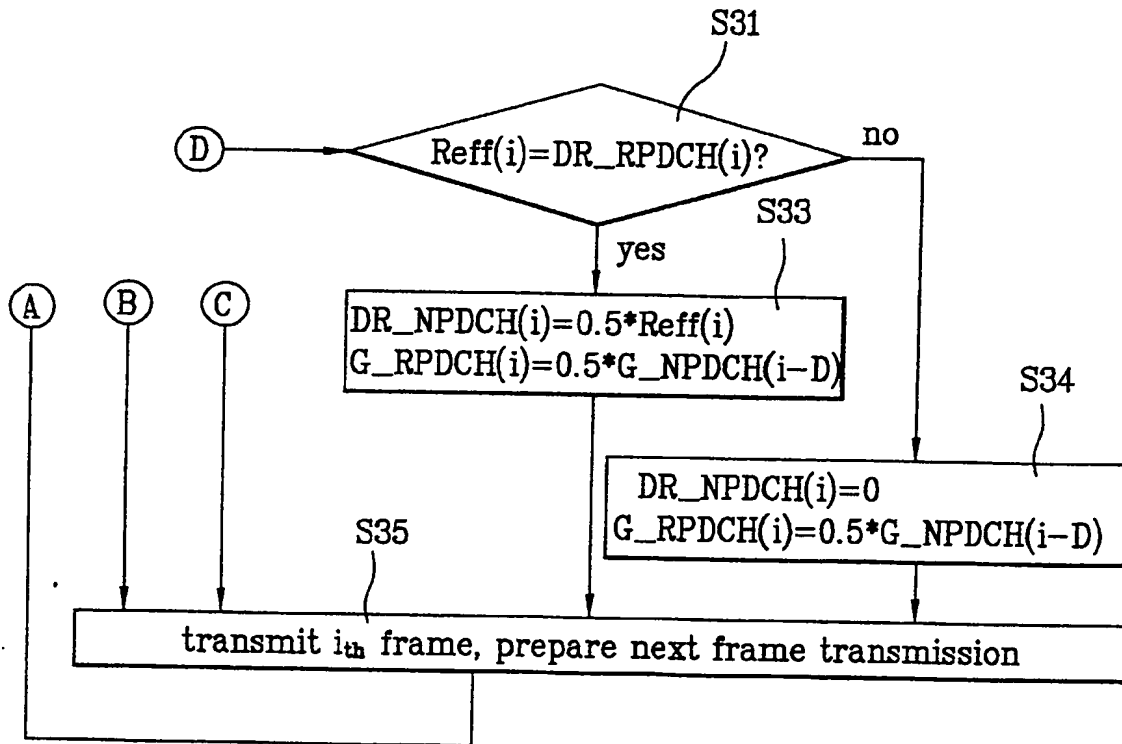 S31
D
Reff(i)=DR_RPDCH(i)?
no
yes
S33
A
B
C
DR_NPDCH(i)=0.5*Reff(i)
G_RPDCH(i)=0.5*G_NPDCH(i-D)
S34
DR_NPDCH(i)=0
G_RPDCH(i)=0.5*G_NPDCH(i-D)
S35
transmit ith frame, prepare next frame transmission